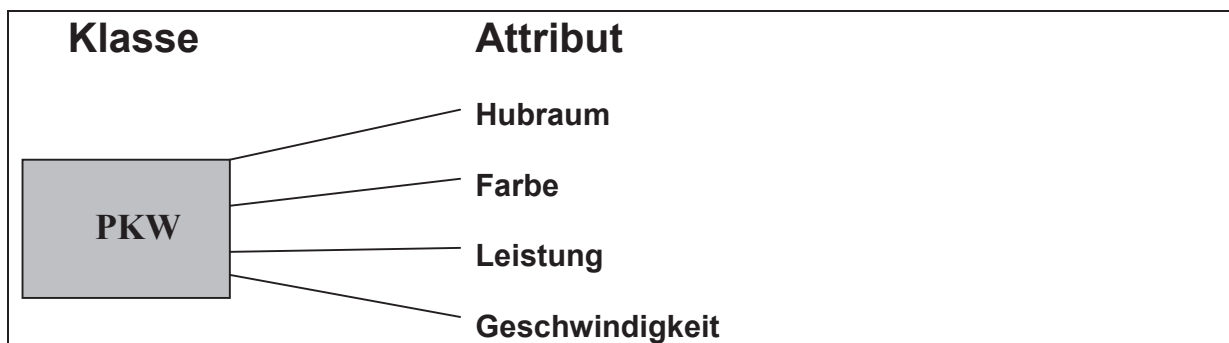 Klasse Attribut
Hubraum
Farbe
PKW
Leistung
Geschwindigkeit